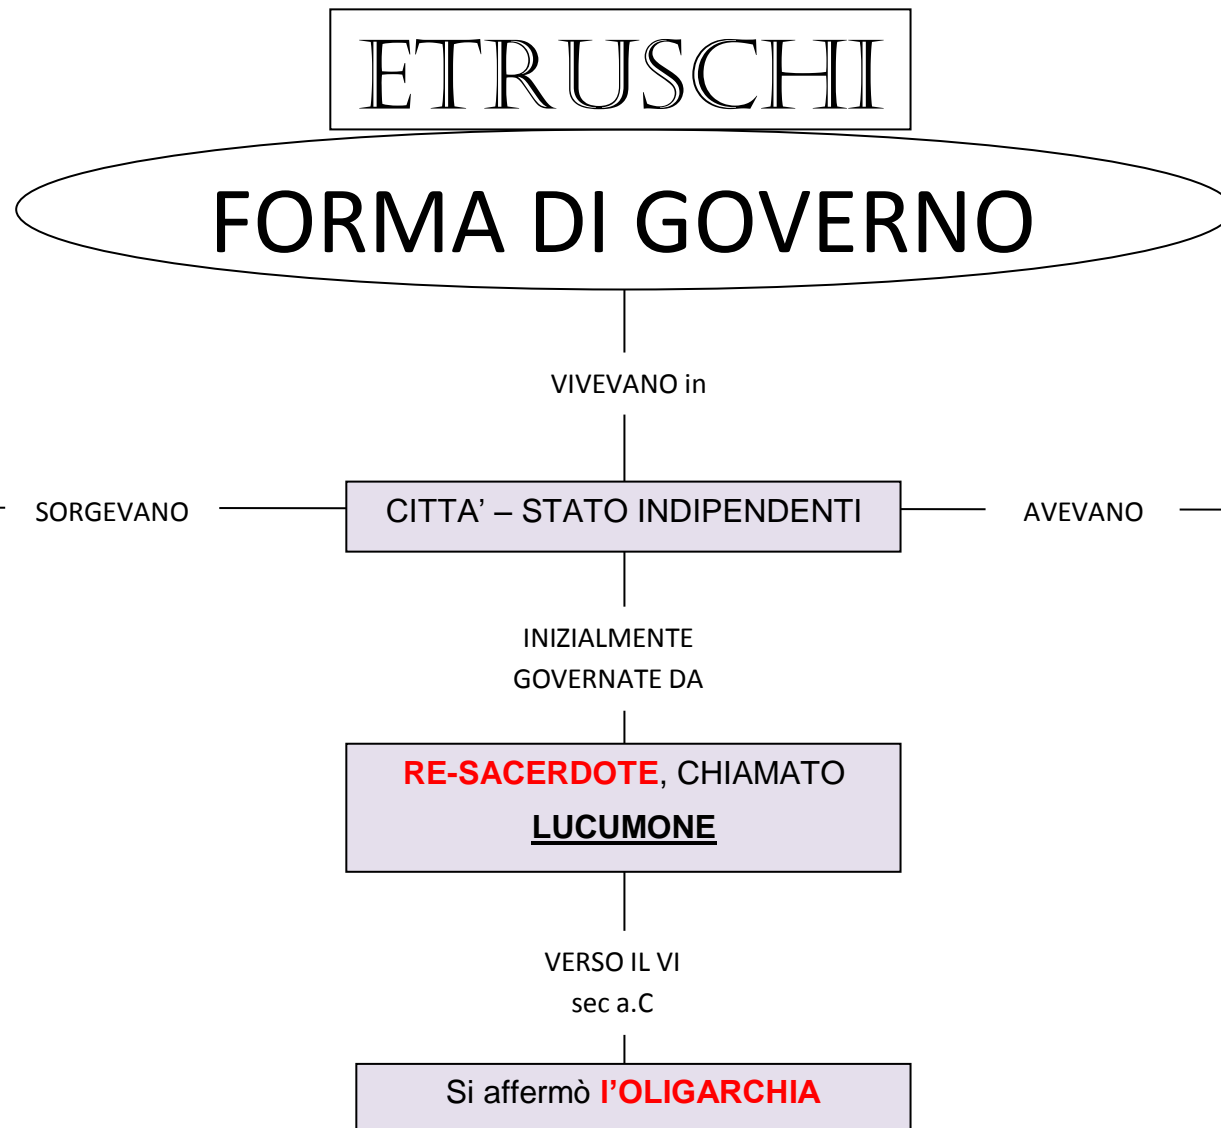 ETRUSCHI
FORMA DI GOVERNO
VIVEVANO in
SORGEVANO
CITTA’ – STATO INDIPENDENTI
AVEVANO
INIZIALMENTE
GOVERNATE DA
RE-SACERDOTE, CHIAMATO
LUCUMONE
VERSO IL VI
sec a.C
Si affermò l’OLIGARCHIA